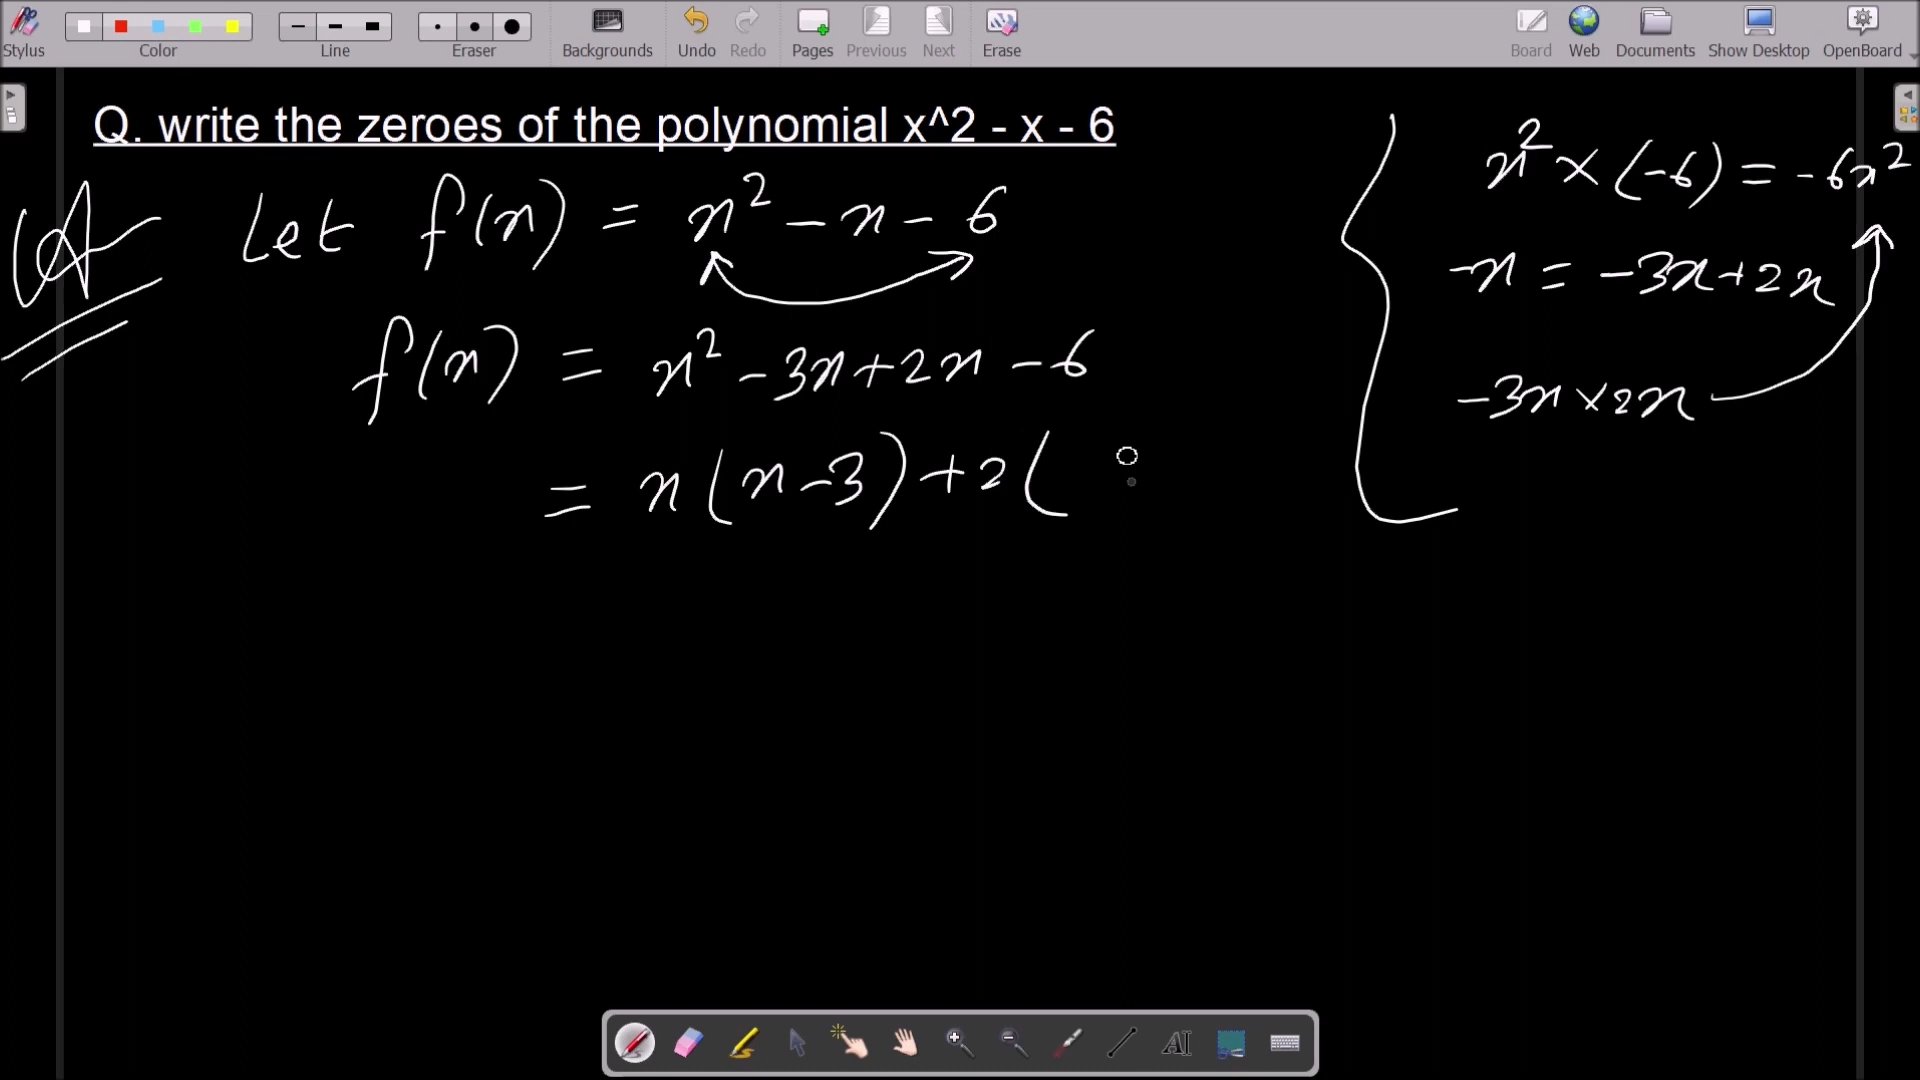 Stylus Color Line Eraser Backgrounds Undo Redo Pages Previous Next Erase Board Web Documents Show Desktop OpenBoard
Q. write the zeroes of the polynomial x^2 - x - 6
Let f(x) = x² - x - 6
f(x) = x² - 3x + 2x - 6
= x(x-3) + 2(
x² × (-6) = -6x²
-x = -3x + 2x
-3x × 2x
AI